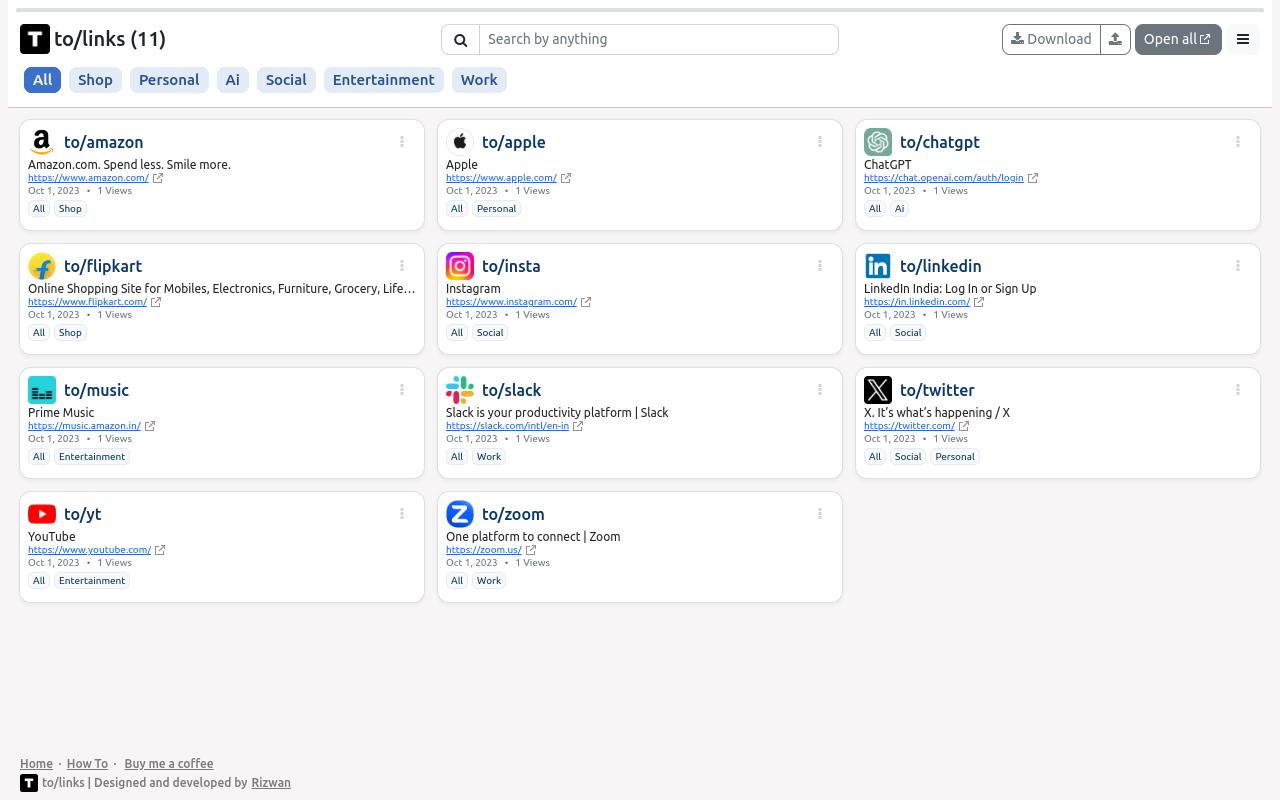 to/links (11)
Search by anything
Download
Open all
All Shop Personal Ai Social Entertainment Work
to/amazon
Amazon.com. Spend less. Smile more.
https://www.amazon.com/
Oct 1, 2023 • 1 Views
All Shop
to/apple
Apple
https://www.apple.com/
Oct 1, 2023 • 1 Views
All Personal
to/chatgpt
ChatGPT
https://chat.openai.com/auth/login
Oct 1, 2023 • 1 Views
All Ai
to/flipkart
Online Shopping Site for Mobiles, Electronics, Furniture, Grocery, Life...
https://www.flipkart.com/
Oct 1, 2023 • 1 Views
All Shop
to/insta
Instagram
https://www.instagram.com/
Oct 1, 2023 • 1 Views
All Social
to/linkedin
LinkedIn India: Log In or Sign Up
https://in.linkedin.com/
Oct 1, 2023 • 1 Views
All Social
to/music
Prime Music
https://music.amazon.in/
Oct 1, 2023 • 1 Views
All Entertainment
to/slack
Slack is your productivity platform | Slack
https://slack.com/intl/en-in
Oct 1, 2023 • 1 Views
All Work
to/twitter
X. It’s what’s happening / X
https://twitter.com/
Oct 1, 2023 • 1 Views
All Social Personal
to/yt
YouTube
https://www.youtube.com/
Oct 1, 2023 • 1 Views
All Entertainment
to/zoom
One platform to connect | Zoom
https://zoom.us/
Oct 1, 2023 • 1 Views
All Work
Home · How To · Buy me a coffee
to/links | Designed and developed by Rizwan